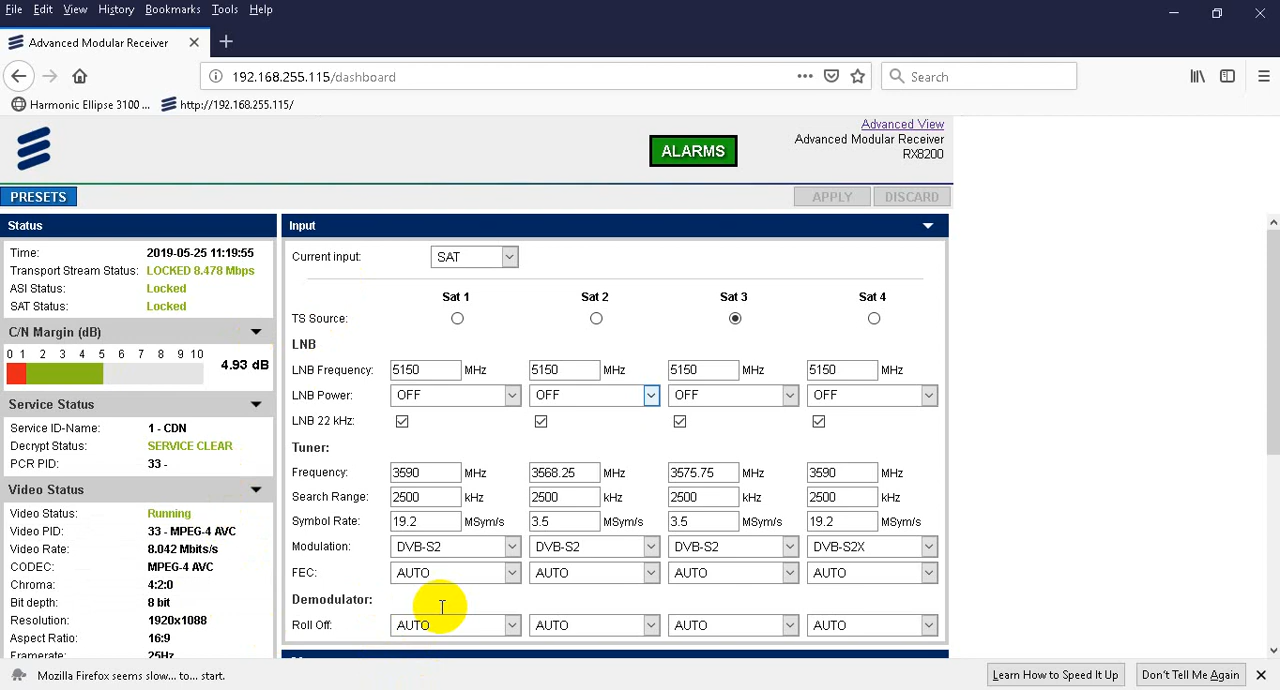 File Edit View History Bookmarks Tools Help
Advanced Modular Receiver
192.168.255.115/dashboard
Search
Harmonic Ellipse 3100 ... http://192.168.255.115/
Advanced View
Advanced Modular Receiver
RX8200
ALARMS
PRESETS
APPLY DISCARD
Status
Time: 2019-05-25 11:19:55
Transport Stream Status: LOCKED 8.478 Mbps
ASI Status: Locked
SAT Status: Locked
C/N Margin (dB)
0 1 2 3 4 5 6 7 8 9 10
4.93 dB
Service Status
Service ID-Name: 1 - CDN
Decrypt Status: SERVICE CLEAR
PCR PID: 33 -
Video Status
Video Status: Running
Video PID: 33 - MPEG-4 AVC
Video Rate: 8.042 Mbits/s
CODEC: MPEG-4 AVC
Chroma: 4:2:0
Bit depth: 8 bit
Resolution: 1920x1088
Aspect Ratio: 16:9
Framerate: 25Hz
Input
Current input: SAT
Sat 1 Sat 2 Sat 3 Sat 4
TS Source:
LNB
LNB Frequency: 5150 MHz 5150 MHz 5150 MHz 5150 MHz
LNB Power: OFF OFF OFF OFF
LNB 22 kHz:
Tuner:
Frequency: 3590 MHz 3568.25 MHz 3575.75 MHz 3590 MHz
Search Range: 2500 kHz 2500 kHz 2500 kHz 2500 kHz
Symbol Rate: 19.2 MSym/s 3.5 MSym/s 3.5 MSym/s 19.2 MSym/s
Modulation: DVB-S2 DVB-S2 DVB-S2 DVB-S2X
FEC: AUTO AUTO AUTO AUTO
Demodulator:
Roll Off: AUTO AUTO AUTO AUTO
Mozilla Firefox seems slow... to... start.
Learn How to Speed It Up Don't Tell Me Again